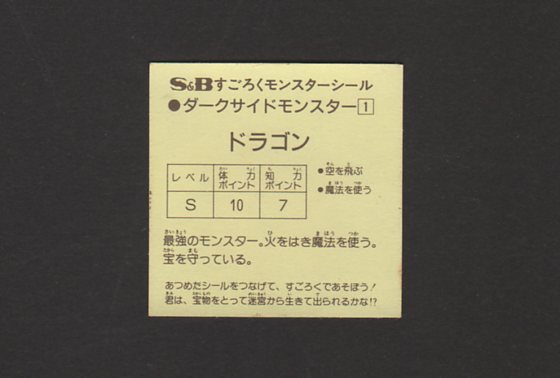 S&Bすごろくモンスターシール
●ダークサイドモンスター1
ドラゴン
レベル 体力ポイント 知力ポイント
S 10 7
●空を飛ぶ
●魔法を使う
最強のモンスター。火をはき魔法を使う。
宝を守っている。
あつめたシールをつなげて、すごろくであそぼう!
君は、宝物をとって迷宮から生きて出られるかな!?